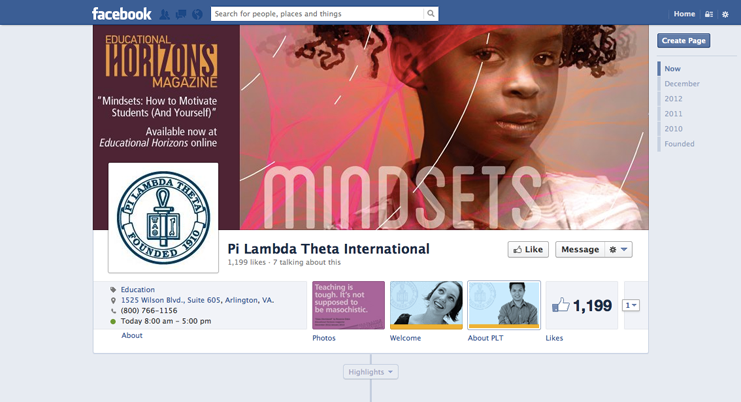 facebook
Search for people, places and things
Home
Create Page
Now
December
2012
2011
2010
Founded
EDUCATIONAL
HORIZONS
MAGAZINE
"Mindsets: How to Motivate
Students (And Yourself)"
Available now at
Educational Horizons online
MINDSETS
PI LAMBDA THETA
FOUNDED 1910
Pi Lambda Theta International
1,199 likes · 7 talking about this
Like
Message
Education
1525 Wilson Blvd., Suite 605, Arlington, VA.
(800) 766-1156
Today 8:00 am – 5:00 pm
About
Teaching is
tough. It's not
supposed to
be masochistic.
Photos
Welcome
About PLT
1,199
Likes
1
Highlights